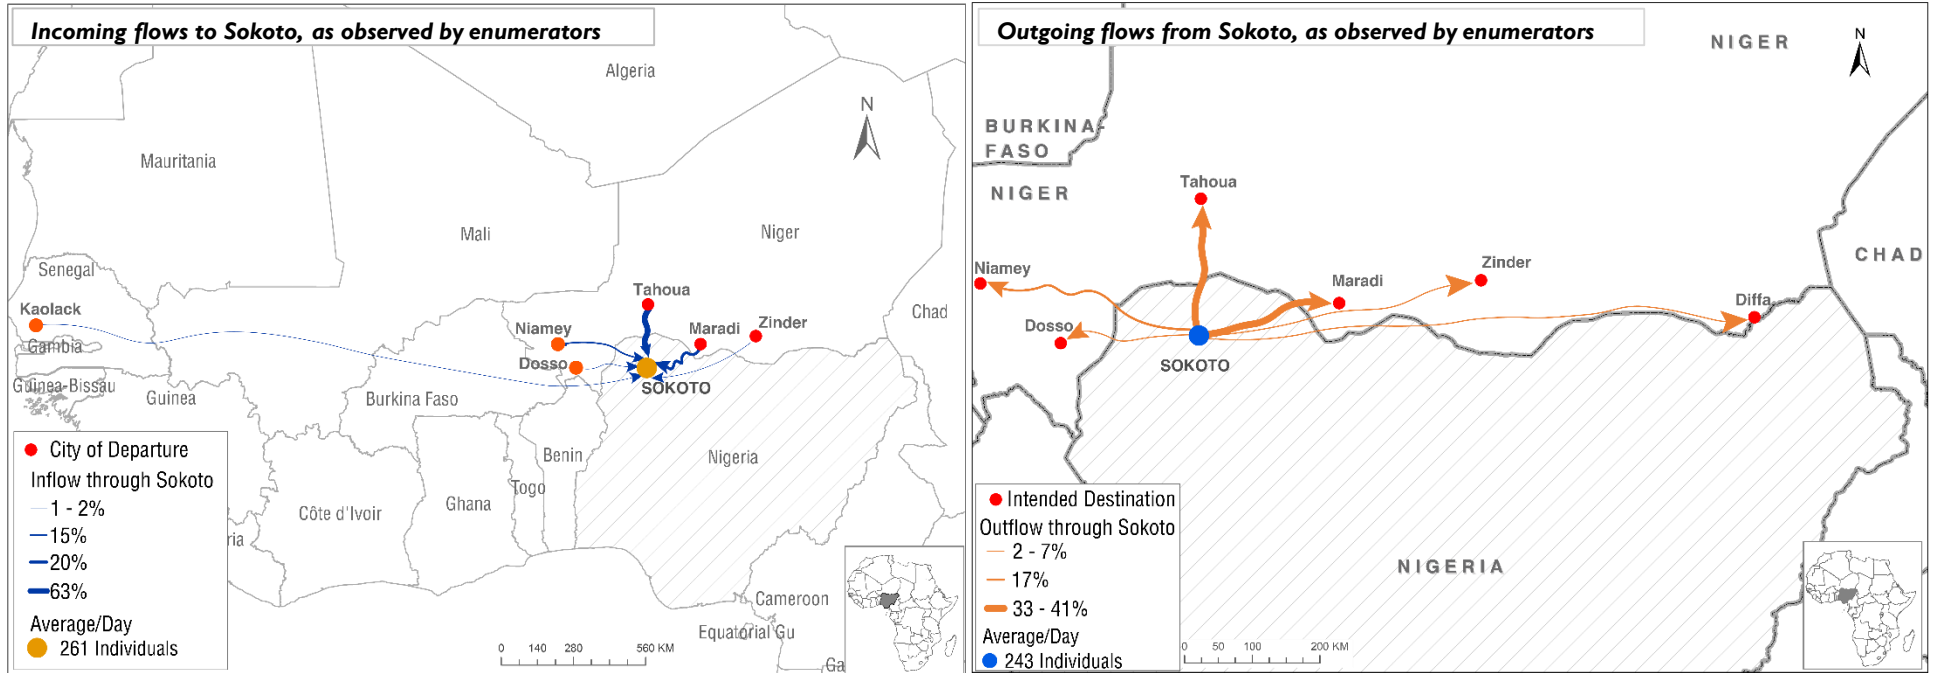 Incoming flows to Sokoto, as observed by enumerators
Algeria
N
Mauritania
Mali
Niger
Senegal
Kaolack
Gambia
Guinea-Bissau
Guinea
Tahoua
Niamey
Maradi
Zinder
Dosso
SOKOTO
Chad
Burkina Faso
Benin
Nigeria
Togo
Ghana
Côte d'Ivoire
ria
Cameroon
Equatorial Gu
Ga
City of Departure
Inflow through Sokoto
1 - 2%
15%
20%
63%
Average/Day
261 Individuals
0 140 280 560 KM
Outgoing flows from Sokoto, as observed by enumerators
NIGER
N
BURKINA-
FASO
NIGER
Tahoua
CHAD
Niamey
Zinder
Maradi
Diffa
Dosso
SOKOTO
NIGERIA
Intended Destination
Outflow through Sokoto
2 - 7%
17%
33 - 41%
Average/Day
243 Individuals
0 50 100 200 KM